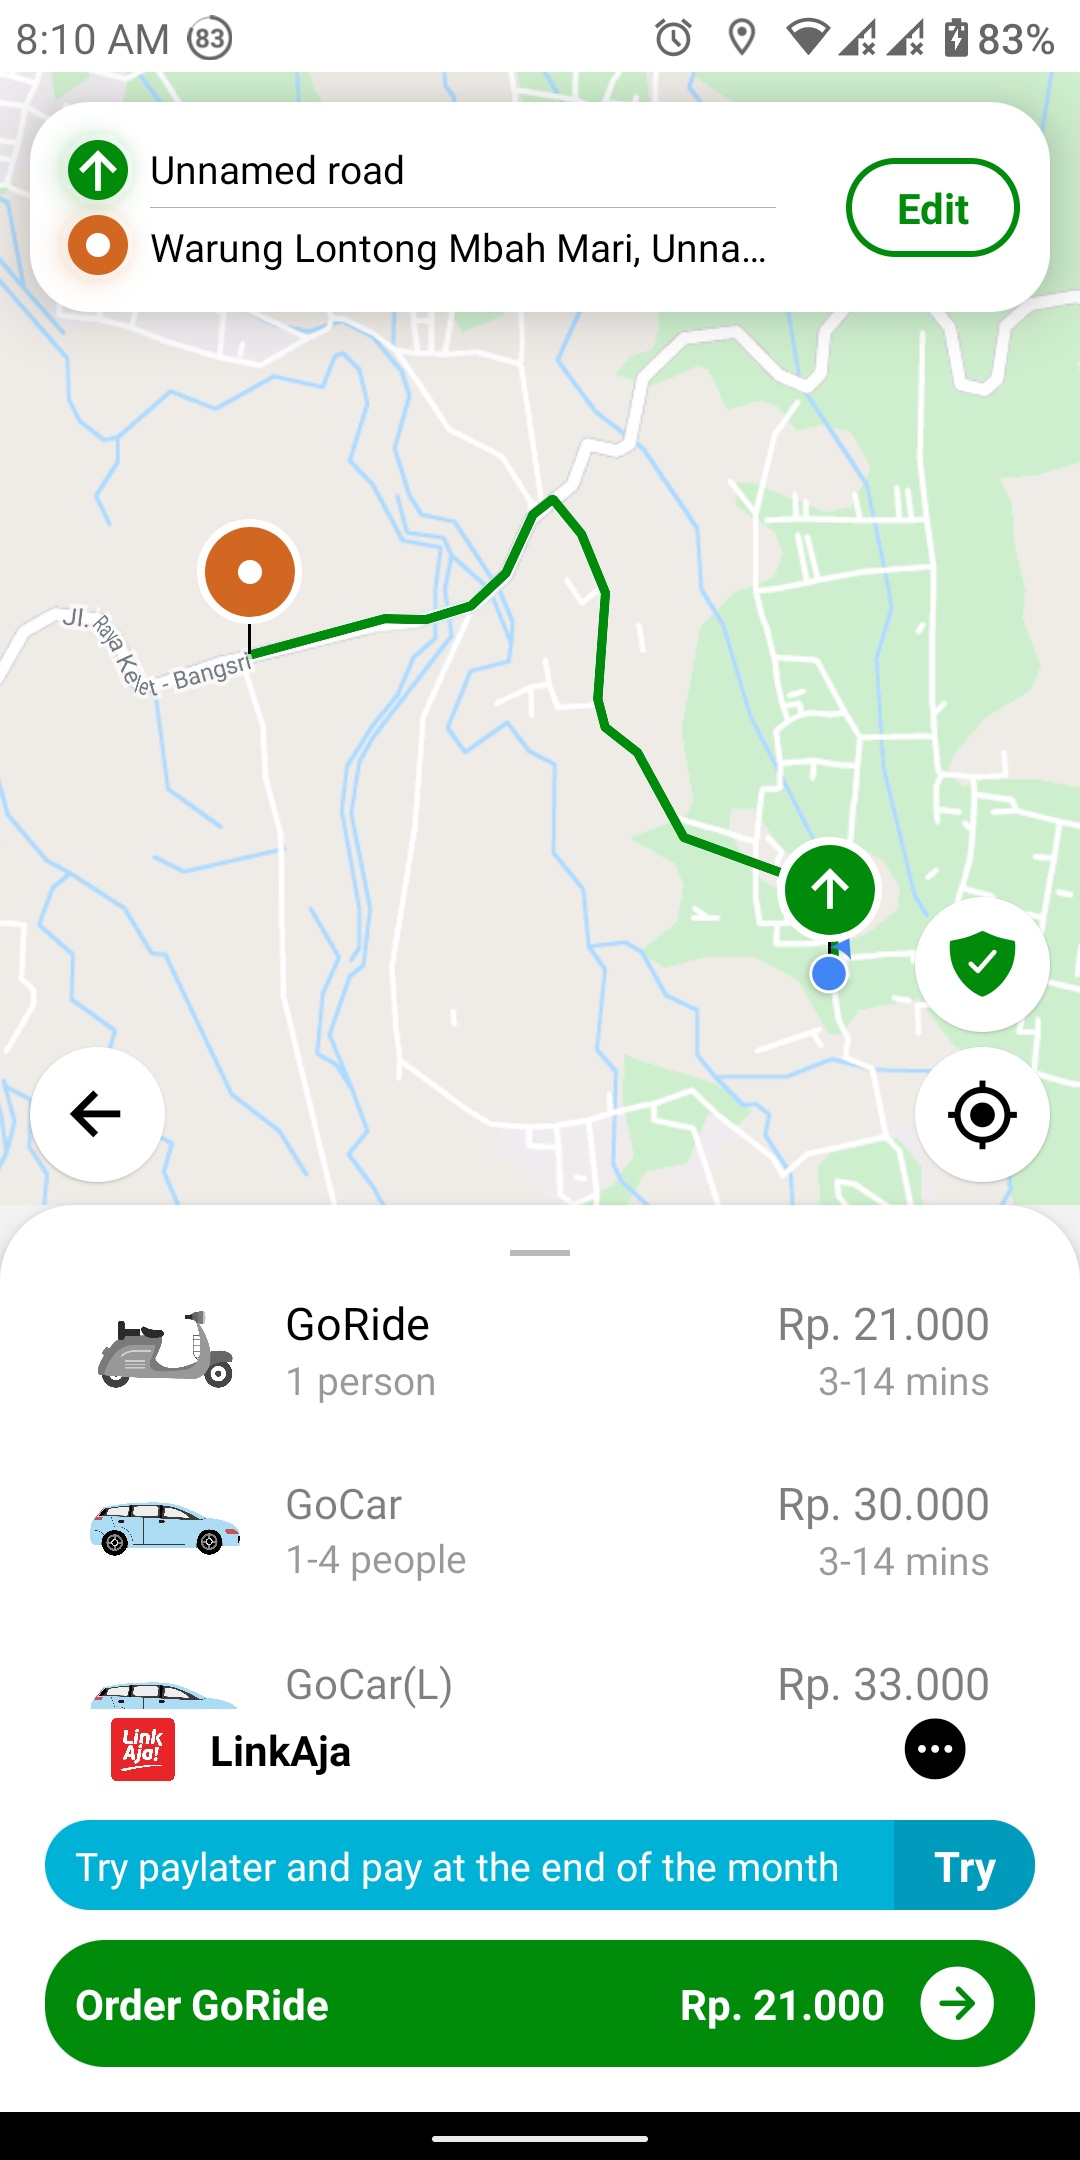 8:10 AM 83 83%
Unnamed road
Warung Lontong Mbah Mari, Unna...
Edit
Jl. Raya Kelet - Bangsri
GoRide
Rp. 21.000
1 person
3-14 mins
GoCar
Rp. 30.000
1-4 people
3-14 mins
GoCar(L)
Rp. 33.000
Link
Aja!
LinkAja
Try paylater and pay at the end of the month
Try
Order GoRide
Rp. 21.000